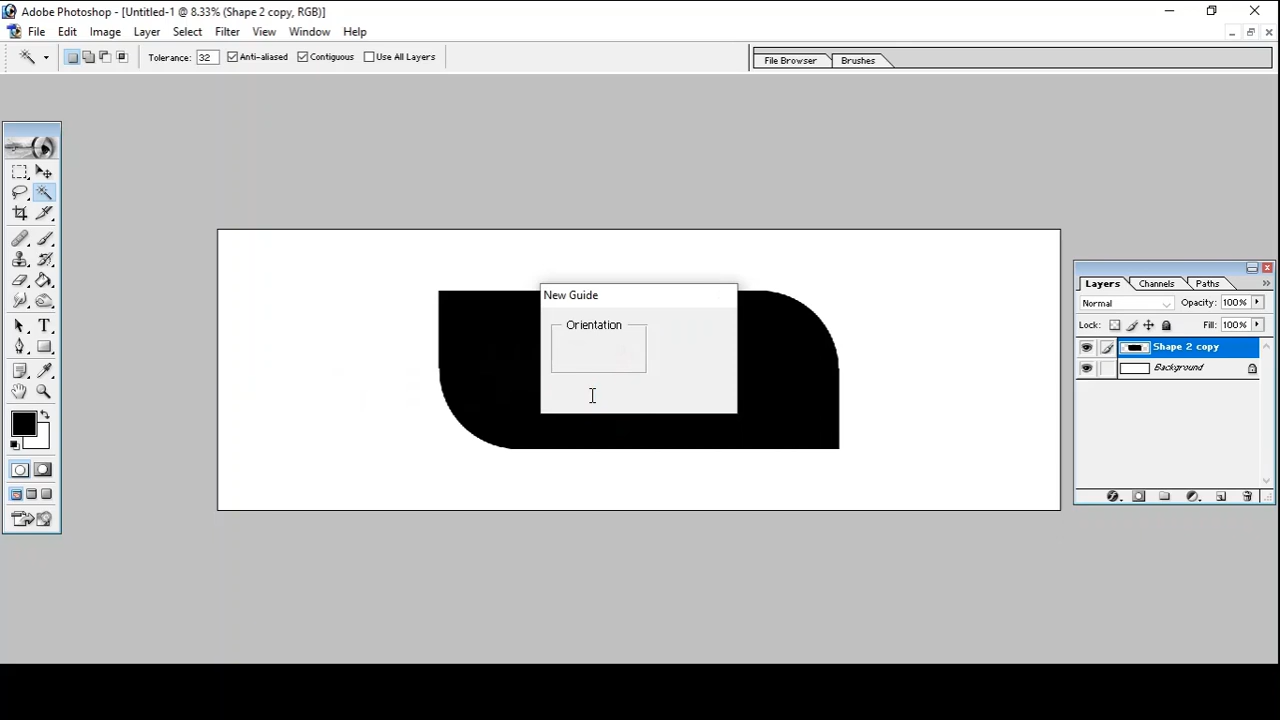 Adobe Photoshop - [Untitled-1 @ 8.33% (Shape 2 copy, RGB)]
File Edit Image Layer Select Filter View Window Help
Tolerance: 32 Anti-aliased Contiguous Use All Layers File Browser Brushes
New Guide
Orientation
Layers Channels Paths
Normal Opacity: 100%
Lock: Fill: 100%
Shape 2 copy
Background